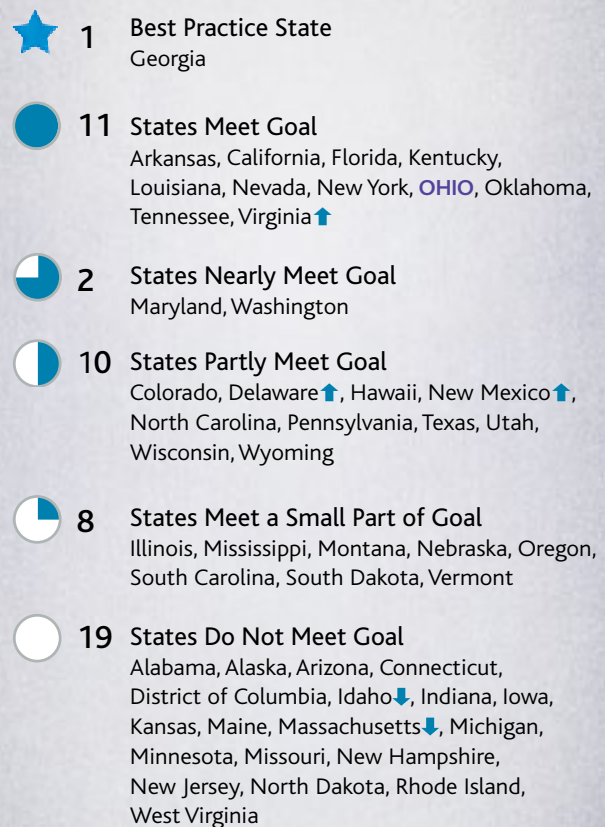 1 Best Practice State
Georgia
11 States Meet Goal
Arkansas, California, Florida, Kentucky,
Louisiana, Nevada, New York, OHIO, Oklahoma,
Tennessee, Virginia⬆
2 States Nearly Meet Goal
Maryland, Washington
10 States Partly Meet Goal
Colorado, Delaware⬆, Hawaii, New Mexico⬆,
North Carolina, Pennsylvania, Texas, Utah,
Wisconsin, Wyoming
8 States Meet a Small Part of Goal
Illinois, Mississippi, Montana, Nebraska, Oregon,
South Carolina, South Dakota, Vermont
19 States Do Not Meet Goal
Alabama, Alaska, Arizona, Connecticut,
District of Columbia, Idaho⬇, Indiana, Iowa,
Kansas, Maine, Massachusetts⬇, Michigan,
Minnesota, Missouri, New Hampshire,
New Jersey, North Dakota, Rhode Island,
West Virginia